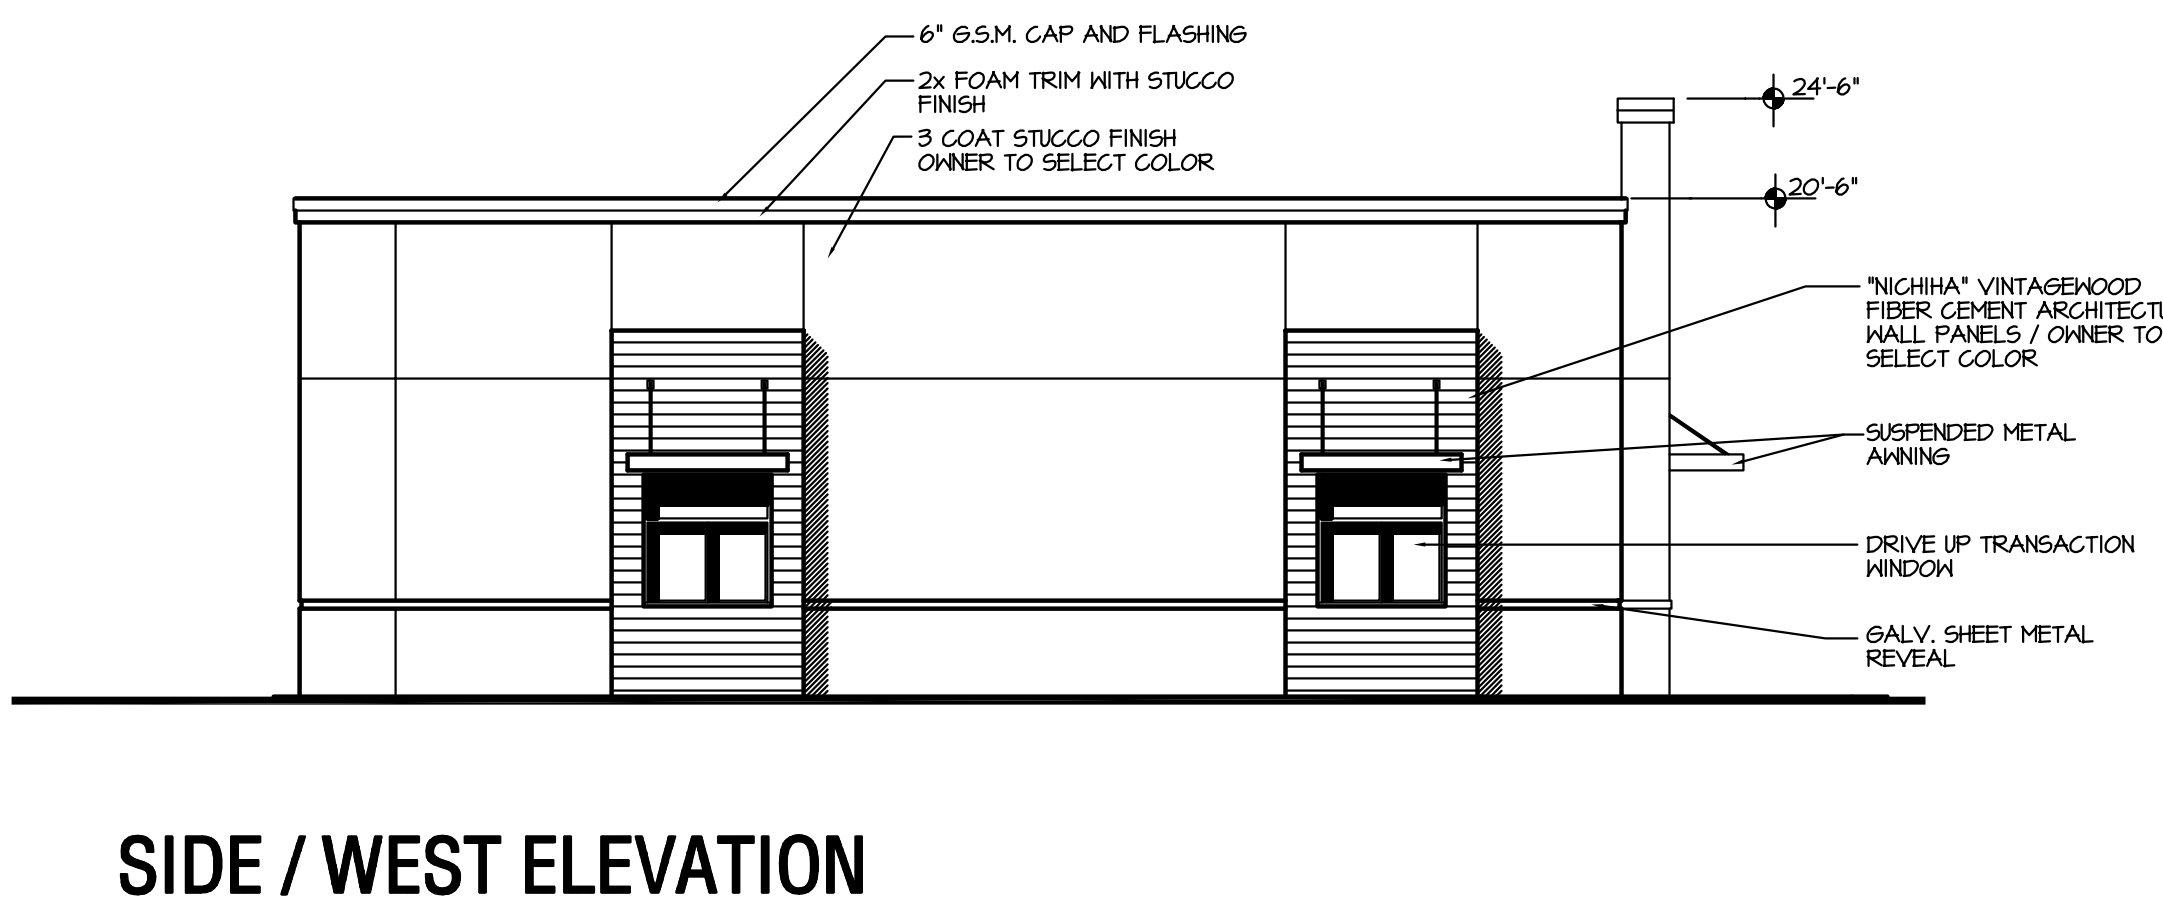 6" G.S.M. CAP AND FLASHING
2x FOAM TRIM WITH STUCCO
FINISH
3 COAT STUCCO FINISH
OWNER TO SELECT COLOR
24'-6"
20'-6"
"NICHIHA" VINTAGEWOOD
FIBER CEMENT
WALL PANELS / OWNER TO
SELECT COLOR
SUSPENDED METAL
AWNING
DRIVE UP TRANSACTION
WINDOW
GALV. SHEET METAL
REVEAL
SIDE / WEST ELEVATION